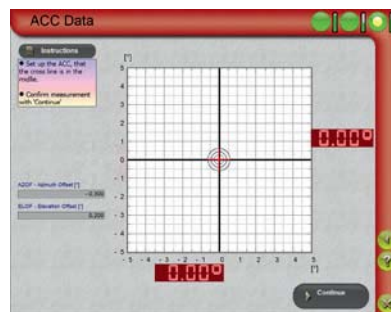 ACC Data
Instructions
● Set up the ACC, that
the cross line is in the
middle.
● Confirm measurement
with 'Continue'
[°]
5
4
3
2
1
0
- 1
- 2
- 3
- 4
- 5
- 5 - 4 - 3 - 2 - 1 0 1 2 3 4 5
[°]
0.00°
0.00°
AZOF - Azimuth Offset [°]
ELOF - Elevation Offset [°]
0.200
Continue
?